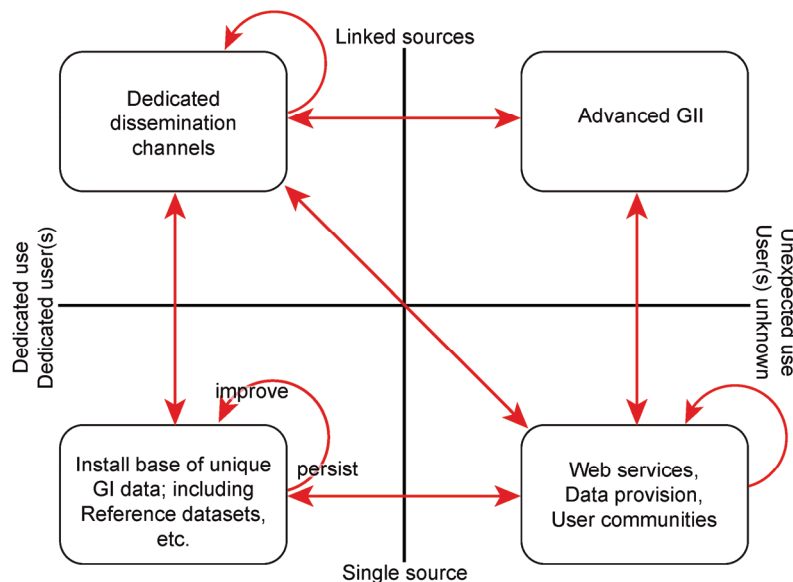 Linked sources
Dedicated
dissemination
channels
Advanced GII
Dedicated use
Dedicated user(s)
Unexpected use
User(s) unknown
improve
persist
Install base of unique
GI data; including
Reference datasets,
etc.
Web services,
Data provision,
User communities
Single source